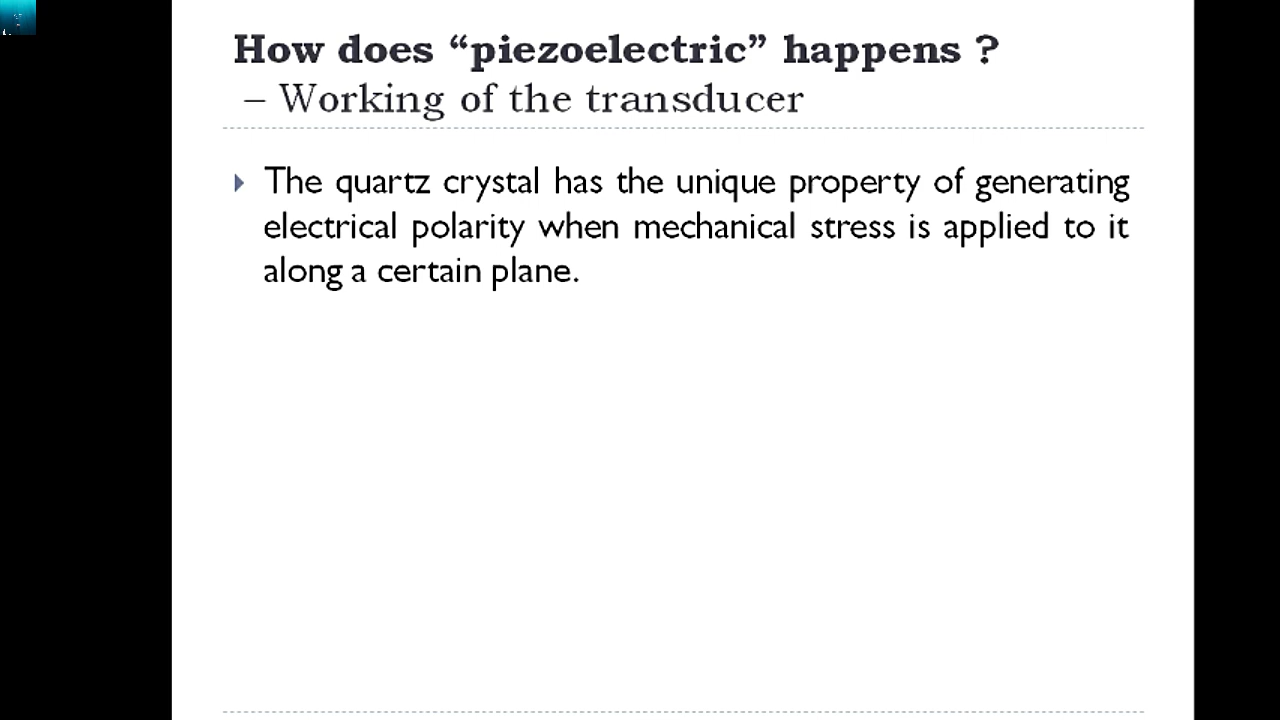 How does “piezoelectric” happens ?
– Working of the transducer
The quartz crystal has the unique property of generating
electrical polarity when mechanical stress is applied to it
along a certain plane.